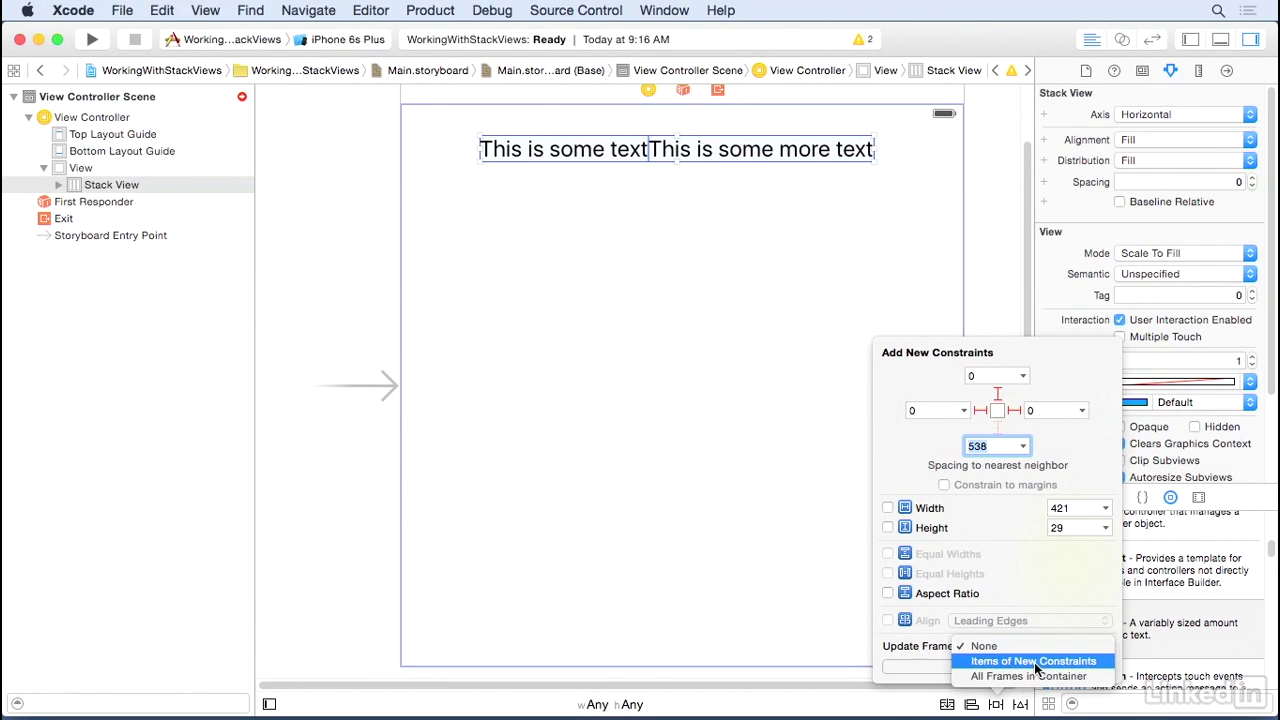 Xcode File Edit View Find Navigate Editor Product Debug Source Control Window Help
Working...ackViews iPhone 6s Plus WorkingWithStackViews: Ready Today at 9:16 AM 2
WorkingWithStackViews Working...StackViews Main.storyboard Main.stor...ard (Base) View Controller Scene View Controller View Stack View
View Controller Scene
View Controller
Top Layout Guide
Bottom Layout Guide
View
Stack View
First Responder
Exit
Storyboard Entry Point
This is some textThis is some more text
Stack View
Axis Horizontal
Alignment Fill
Distribution Fill
Spacing 0
Baseline Relative
View
Mode Scale To Fill
Semantic Unspecified
Tag 0
Interaction User Interaction Enabled
Multiple Touch
1
Default
Opaque Hidden
Clears Graphics Context
Clip Subviews
Autoresize Subviews
Add New Constraints
0
0 0
538
Spacing to nearest neighbor
Constrain to margins
Width 421
Height 29
Equal Widths
Equal Heights
Aspect Ratio
Align Leading Edges
Update Frame None
Items of New Constraints
All Frames in Container
controller that manages a
er object.
t - Provides a template for
s and controllers not directly
le in Interface Builder.
- A variably sized amount
ic text.
- Intercepts touch events
wAny hAny
LinkedIn